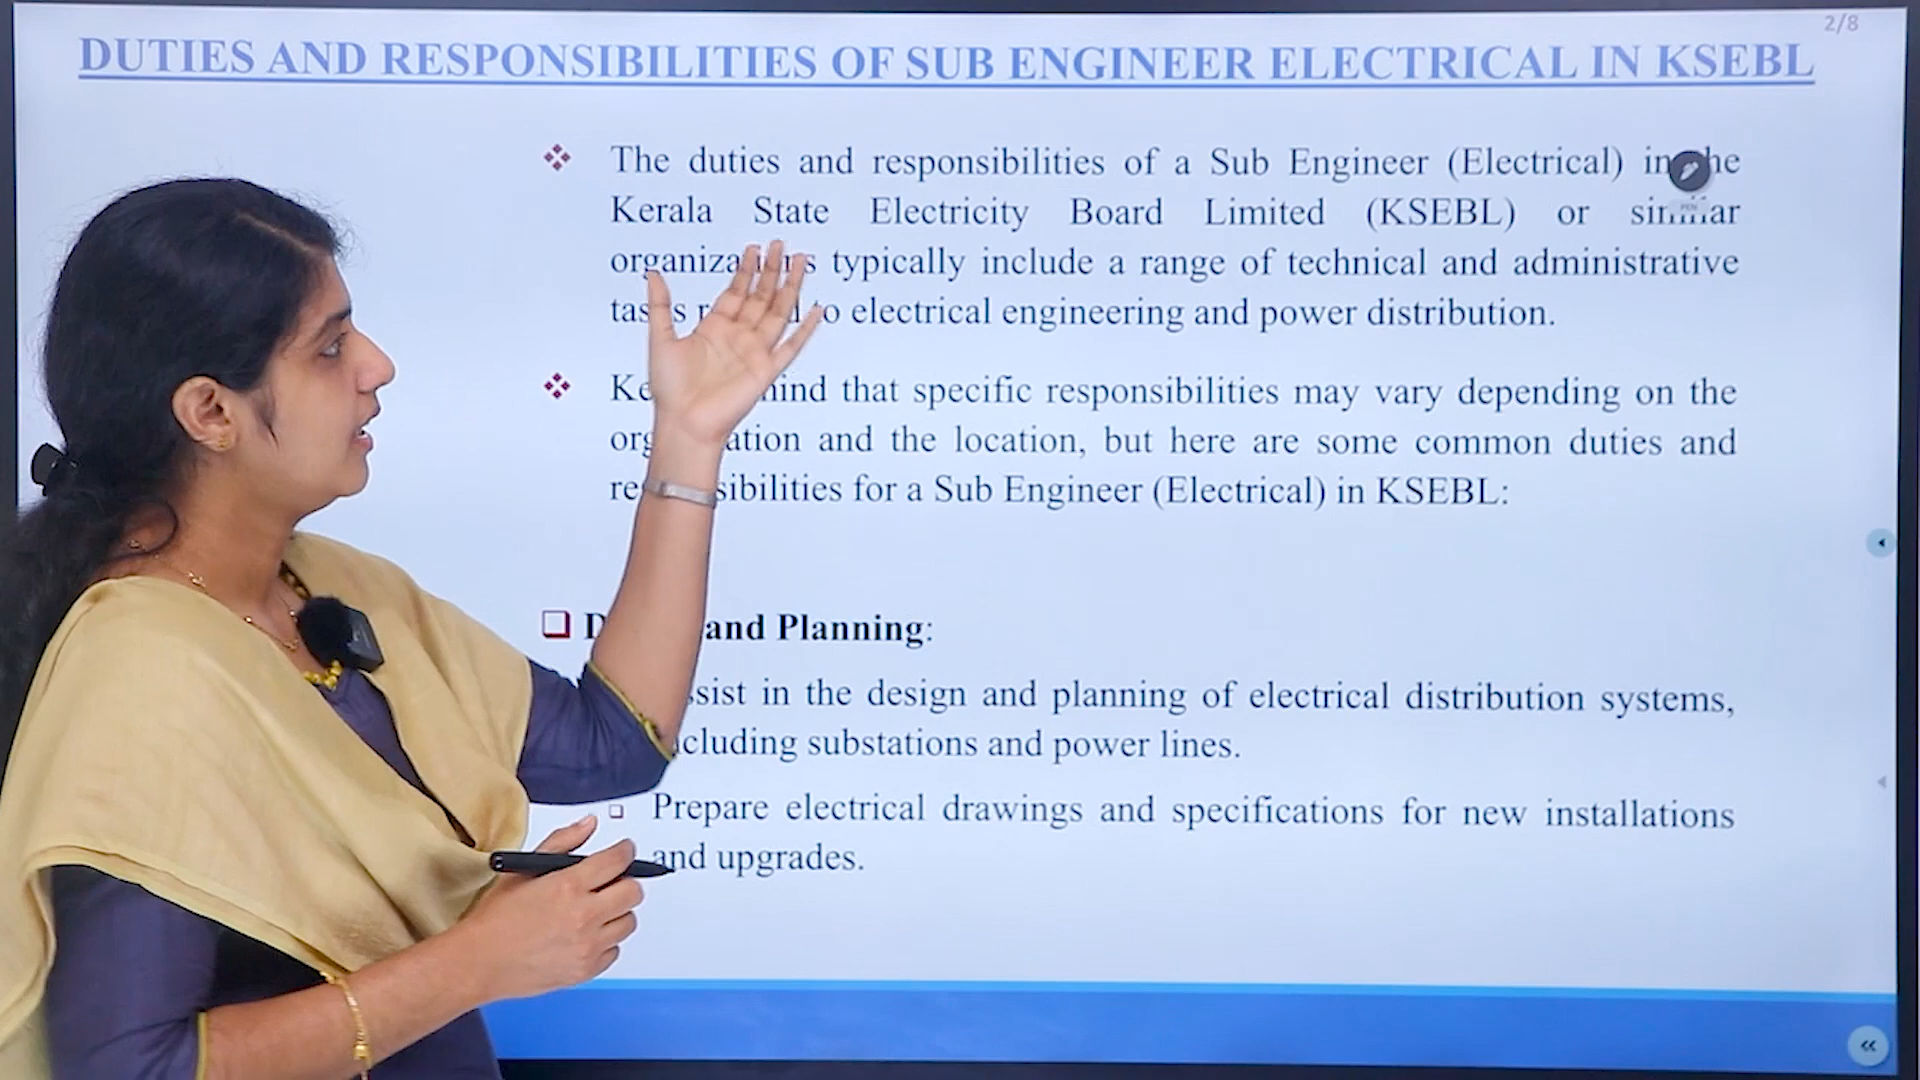 2/8
DUTIES AND RESPONSIBILITIES OF SUB ENGINEER ELECTRICAL IN KSEBL
The duties and responsibilities of a Sub Engineer (Electrical) in
Kerala State Electricity Board Limited (KSEBL) or similar
organizations typically include a range of technical and administrative
to electrical engineering and power distribution.
that specific responsibilities may vary depending on the
and the location, but here are some common duties and
responsibilities for a Sub Engineer (Electrical) in KSEBL:
and Planning:
in the design and planning of electrical distribution systems,
including substations and power lines.
Prepare electrical drawings and specifications for new installations
and upgrades.